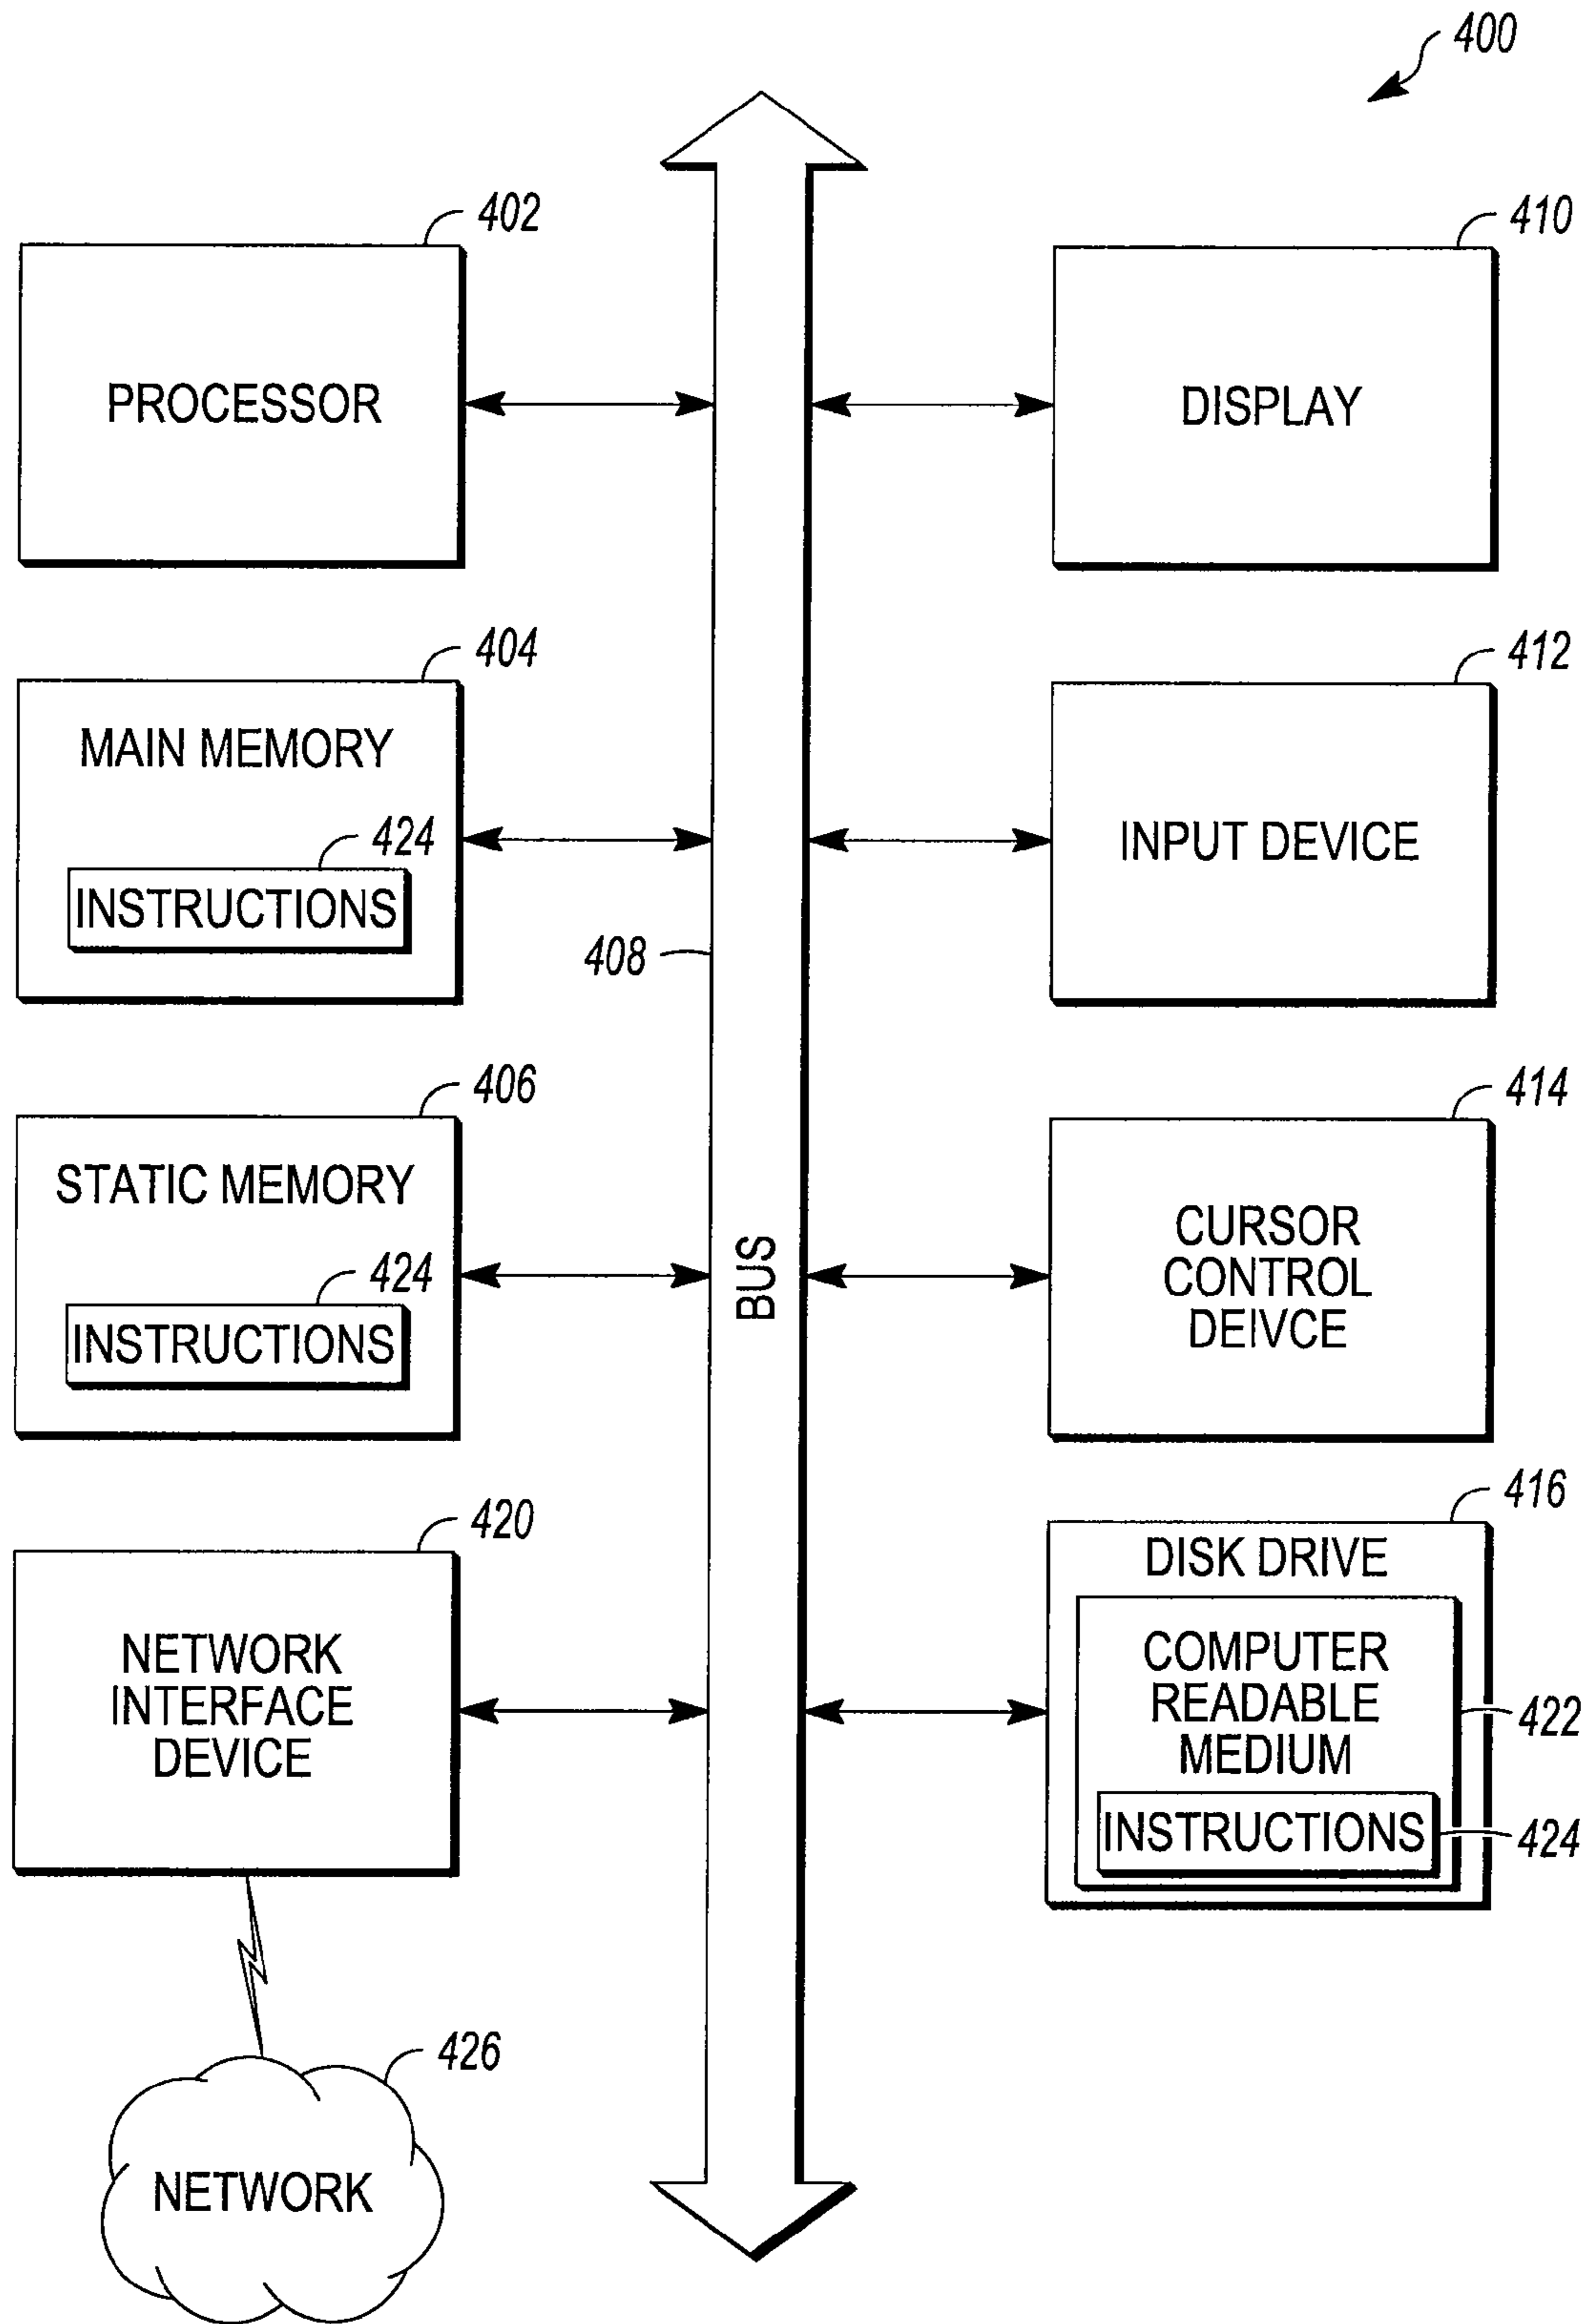 400
402
PROCESSOR
410
DISPLAY
404
MAIN MEMORY
424
INSTRUCTIONS
412
INPUT DEVICE
408
BUS
406
STATIC MEMORY
424
INSTRUCTIONS
414
CURSOR
CONTROL
DEIVCE
420
NETWORK
INTERFACE
DEVICE
416
DISK DRIVE
COMPUTER
READABLE
MEDIUM
422
INSTRUCTIONS
424
426
NETWORK